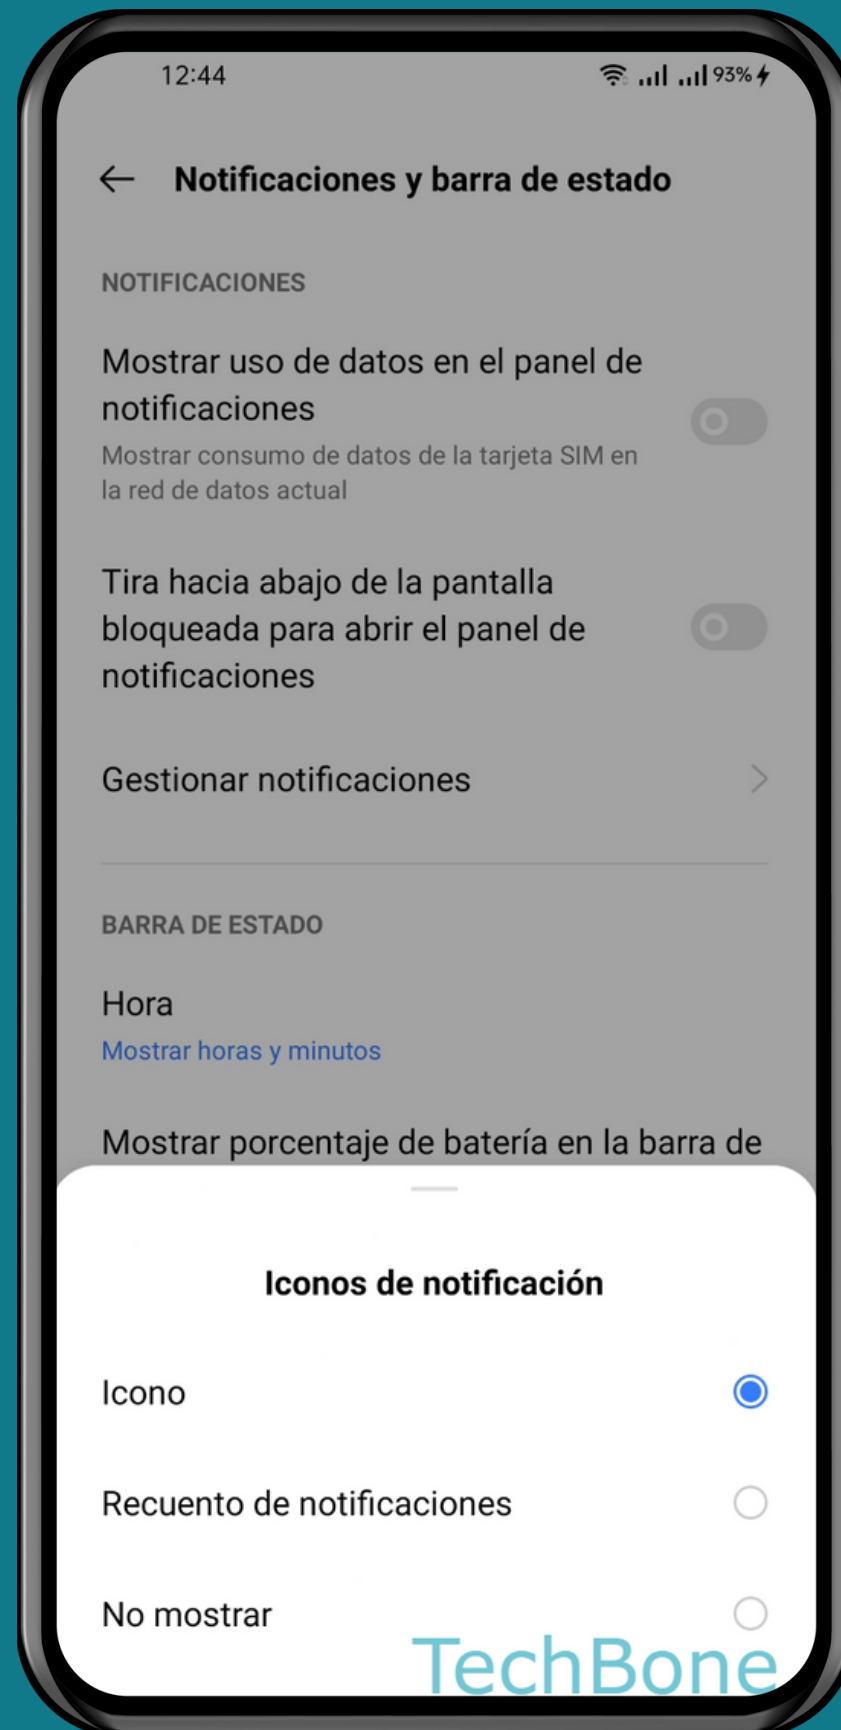 12:44
93%
Notificaciones y barra de estado
NOTIFICACIONES
Mostrar uso de datos en el panel de
notificaciones
Mostrar consumo de datos de la tarjeta SIM en
la red de datos actual
Tira hacia abajo de la pantalla
bloqueada para abrir el panel de
notificaciones
Gestionar notificaciones
BARRA DE ESTADO
Hora
Mostrar horas y minutos
Mostrar porcentaje de batería en la barra de
Iconos de notificación
Icono
Recuento de notificaciones
No mostrar
TechBone